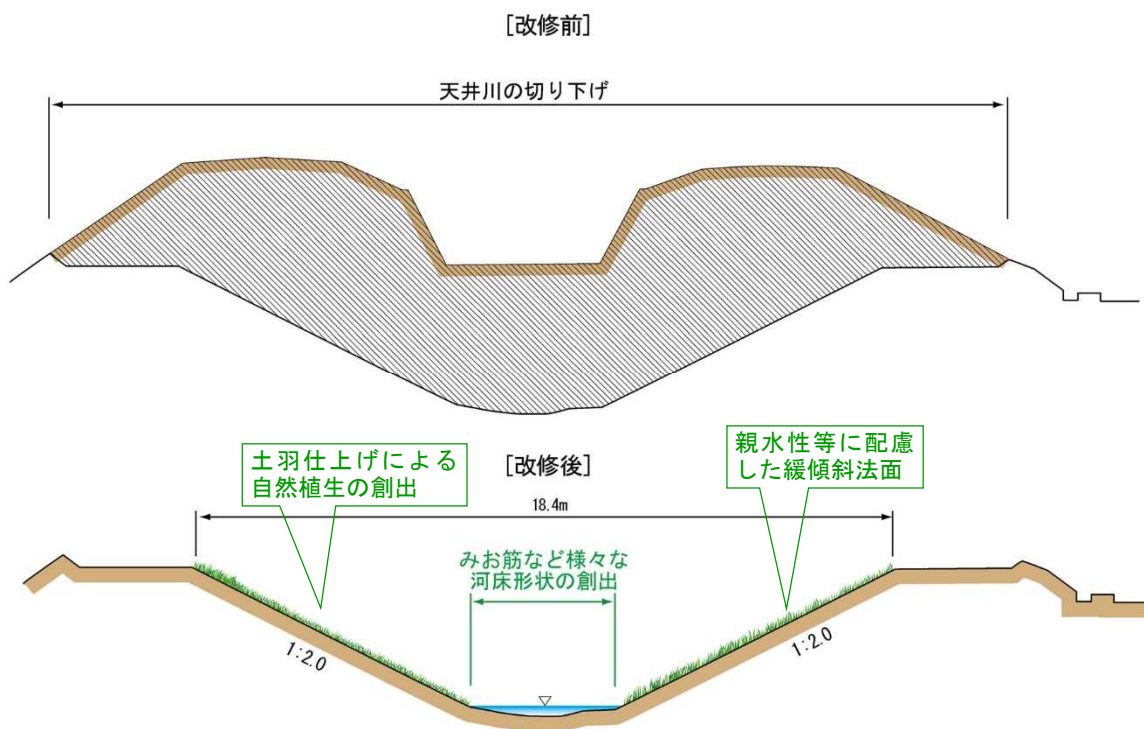 [改修前]
天井川の切り下げ
土羽仕上げによる
自然植生の創出
[改修後]
親水性等に配慮
した緩傾斜法面
18.4m
みお筋など様々な
河床形状の創出
1:2.0
1:2.0